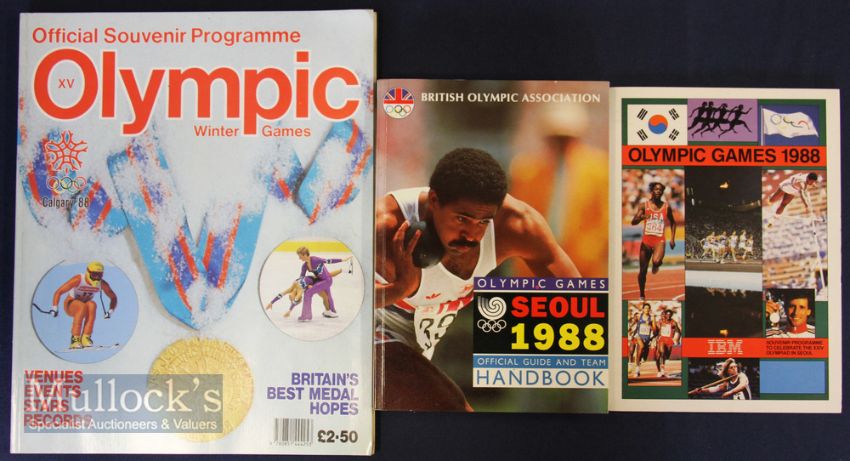 Official Souvenir Programme
XV Olympic
Winter Games
Calgary '88
VENUES
EVENTS
STARS
RECORDS
BRITAIN'S
BEST MEDAL
HOPES
£2·50
Mullock's
Specialist Auctioneers & Valuers
BRITISH OLYMPIC ASSOCIATION
OLYMPIC GAMES
SEOUL
1988
OFFICIAL GUIDE AND TEAM
HANDBOOK
OLYMPIC GAMES 1988
USA
IBM
SOUVENIR PROGRAMME
TO CELEBRATE THE XXIV
OLYMPIAD IN SEOUL